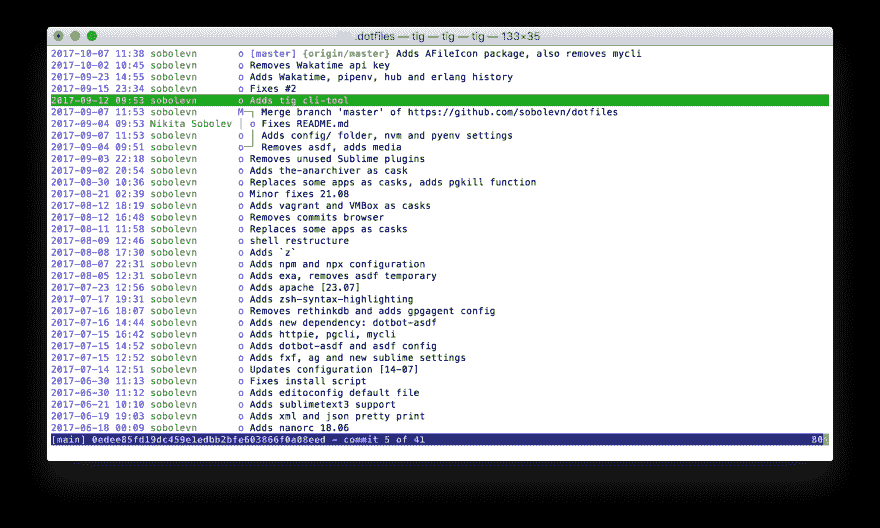 .dotfiles — tig — tig — tig — 133×35
2017-10-07 11:38 sobolevn o [master] {origin/master} Adds AFileIcon package, also removes mycli
2017-10-02 10:45 sobolevn o Removes Wakatime api key
2017-09-23 14:55 sobolevn o Adds Wakatime, pipenv, hub and erlang history
2017-09-15 23:34 sobolevn o Fixes #2
2017-09-12 09:53 sobolevn o Adds tig cli-tool
2017-09-07 11:53 sobolevn M─┐ Merge branch 'master' of https://github.com/sobolevn/dotfiles
2017-09-04 09:53 Nikita Sobolev │ o Fixes README.md
2017-09-07 11:53 sobolevn o │ Adds config/ folder, nvm and pyenv settings
2017-09-04 09:51 sobolevn o─┘ Removes asdf, adds media
2017-09-03 22:18 sobolevn o Removes unused Sublime plugins
2017-09-02 20:54 sobolevn o Adds the-anarchiver as cask
2017-08-30 10:36 sobolevn o Replaces some apps as casks, adds pgkill function
2017-08-21 02:39 sobolevn o Minor fixes 21.08
2017-08-12 18:19 sobolevn o Adds vagrant and VMBox as casks
2017-08-12 16:48 sobolevn o Removes commits browser
2017-08-11 11:58 sobolevn o Replaces some apps as casks
2017-08-09 12:46 sobolevn o shell restructure
2017-08-08 17:30 sobolevn o Adds `z`
2017-08-07 22:31 sobolevn o Adds npm and npx configuration
2017-08-05 12:31 sobolevn o Adds exa, removes asdf temporary
2017-07-23 12:56 sobolevn o Adds apache [23.07]
2017-07-17 19:31 sobolevn o Adds zsh-syntax-highlighting
2017-07-16 18:07 sobolevn o Removes rethinkdb and adds gpgagent config
2017-07-16 14:44 sobolevn o Adds new dependency: dotbot-asdf
2017-07-15 16:42 sobolevn o Adds httpie, pgcli, mycli
2017-07-15 14:52 sobolevn o Adds dotbot-asdf and asdf config
2017-07-15 12:52 sobolevn o Adds fxf, ag and new sublime settings
2017-07-14 12:51 sobolevn o Updates configuration [14-07]
2017-06-30 11:13 sobolevn o Fixes install script
2017-06-30 11:12 sobolevn o Adds editoconfig default file
2017-06-21 10:10 sobolevn o Adds sublimetext3 support
2017-06-19 19:03 sobolevn o Adds xml and json pretty print
2017-06-18 00:09 sobolevn o Adds nanorc 18.06
[main] 0edee85fd19dc459e1edbb2bfe603866f0a08eed - commit 5 of 41 80%